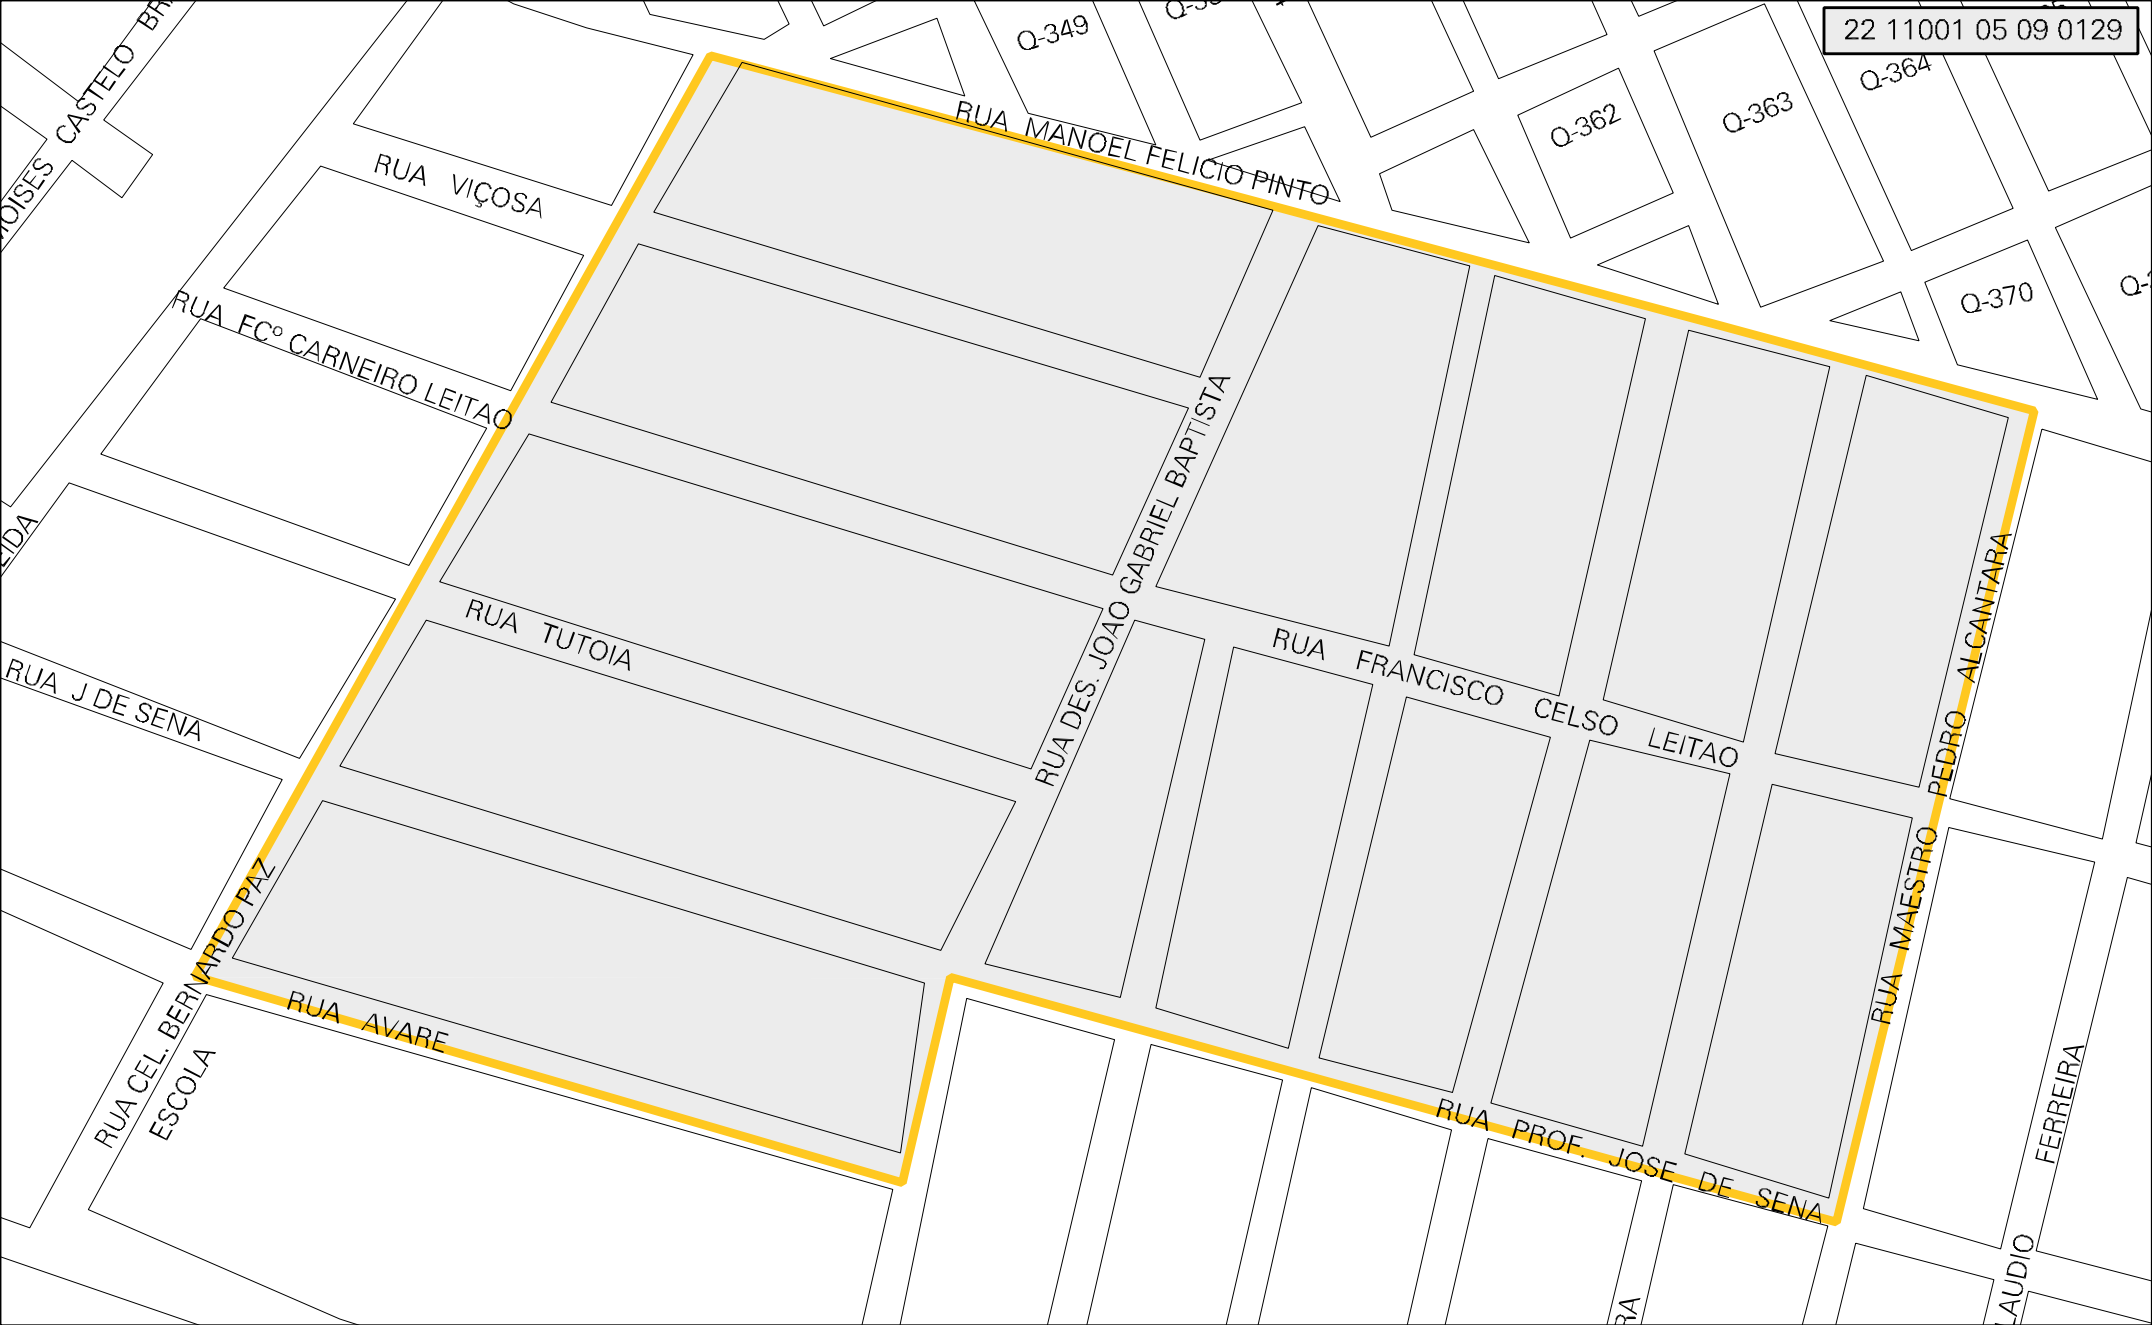 22 11001 05 09 0129
Q-349
Q-362
Q-363
Q-364
Q-370
CASTELO
RUA MANOEL FELICIO PINTO
RUA VIÇOSA
RUA FCº CARNEIRO LEITAO
RUA DES. JOAO GABRIEL BAPTISTA
RUA TUTOIA
RUA FRANCISCO CELSO LEITAO
RUA MAESTRO PEDRO ALCANTARA
RUA J DE SENA
RUA CEL. BERNARDO PAZ
RUA AVARE
ESCOLA
RUA PROF. JOSE DE SENA
FERREIRA